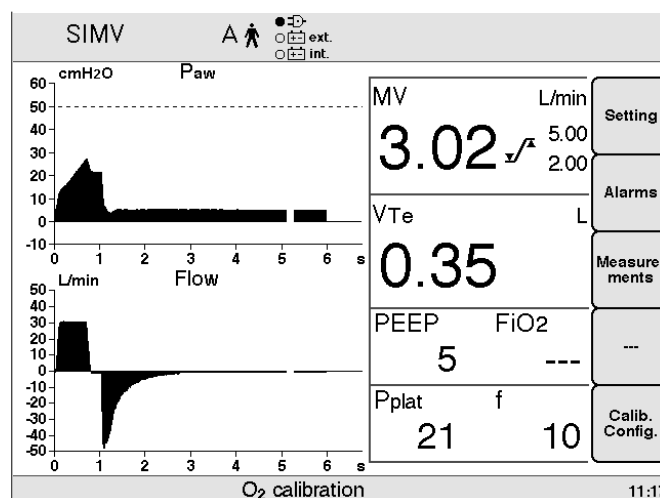 SIMV
A
ext.
int.
cmH2O
Paw
60
50
40
30
20
10
0
-10
0 1 2 3 4 5 6 s
L/min
Flow
50
40
30
20
10
0
-10
-20
-30
-40
-50
0 1 2 3 4 5 6 s
MV L/min
3.02 5.00
2.00
VTe L
0.35
PEEP FiO2
5 ---
Pplat f
21 10
Setting
Alarms
Measure
ments
---
Calib.
Config.
O2 calibration